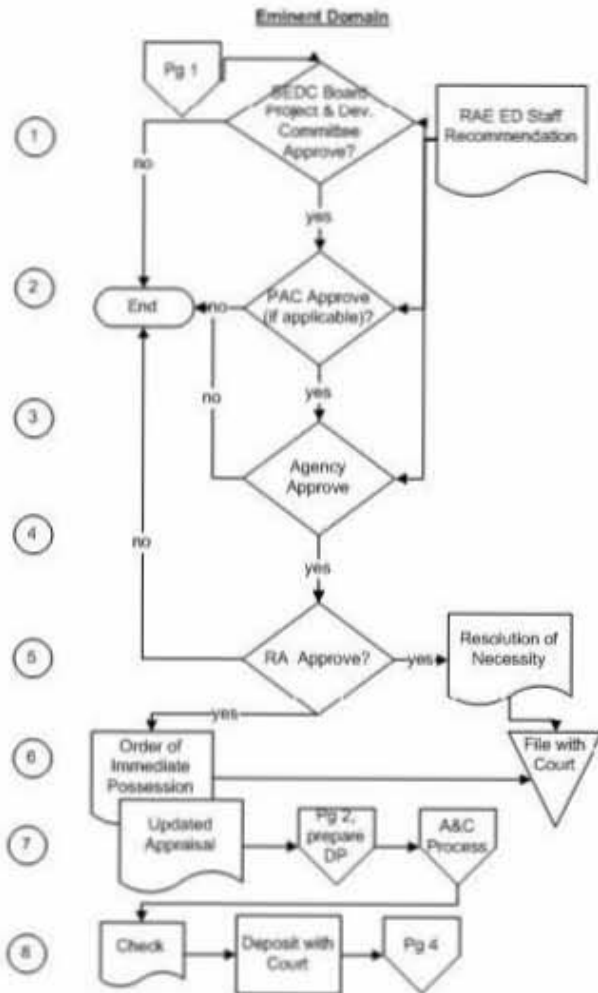 Eminent Domain
Pg 1
SEDC Board
Project & Dev.
Committee
Approve?
RAE ED Staff
Recommendation
1
no
yes
2
End
no
PAC Approve
(if applicable)?
yes
3
no
Agency
Approve
4
no
yes
5
RA Approve?
yes
Resolution of
Necessity
yes
6
Order of
Immediate
Possession
File with
Court
7
Updated
Appraisal
Pg 2,
prepare
DP
A&C
Process
8
Check
Deposit with
Court
Pg 4